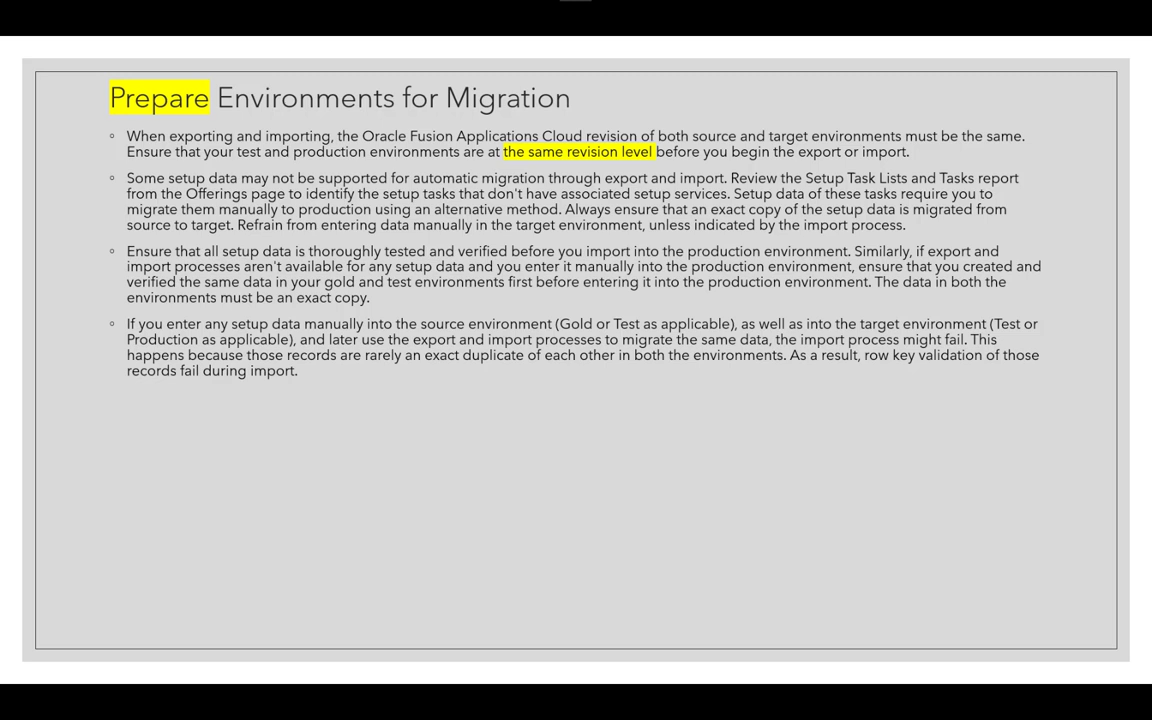 Prepare Environments for Migration
◦ When exporting and importing, the Oracle Fusion Applications Cloud revision of both source and target environments must be the same.
Ensure that your test and production environments are at the same revision level before you begin the export or import.
◦ Some setup data may not be supported for automatic migration through export and import. Review the Setup Task Lists and Tasks report
from the Offerings page to identify the setup tasks that don't have associated setup services. Setup data of these tasks require you to
migrate them manually to production using an alternative method. Always ensure that an exact copy of the setup data is migrated from
source to target. Refrain from entering data manually in the target environment, unless indicated by the import process.
◦ Ensure that all setup data is thoroughly tested and verified before you import into the production environment. Similarly, if export and
import processes aren't available for any setup data and you enter it manually into the production environment, ensure that you created and
verified the same data in your gold and test environments first before entering it into the production environment. The data in both the
environments must be an exact copy.
◦ If you enter any setup data manually into the source environment (Gold or Test as applicable), as well as into the target environment (Test or
Production as applicable), and later use the export and import processes to migrate the same data, the import process might fail. This
happens because those records are rarely an exact duplicate of each other in both the environments. As a result, row key validation of those
records fail during import.